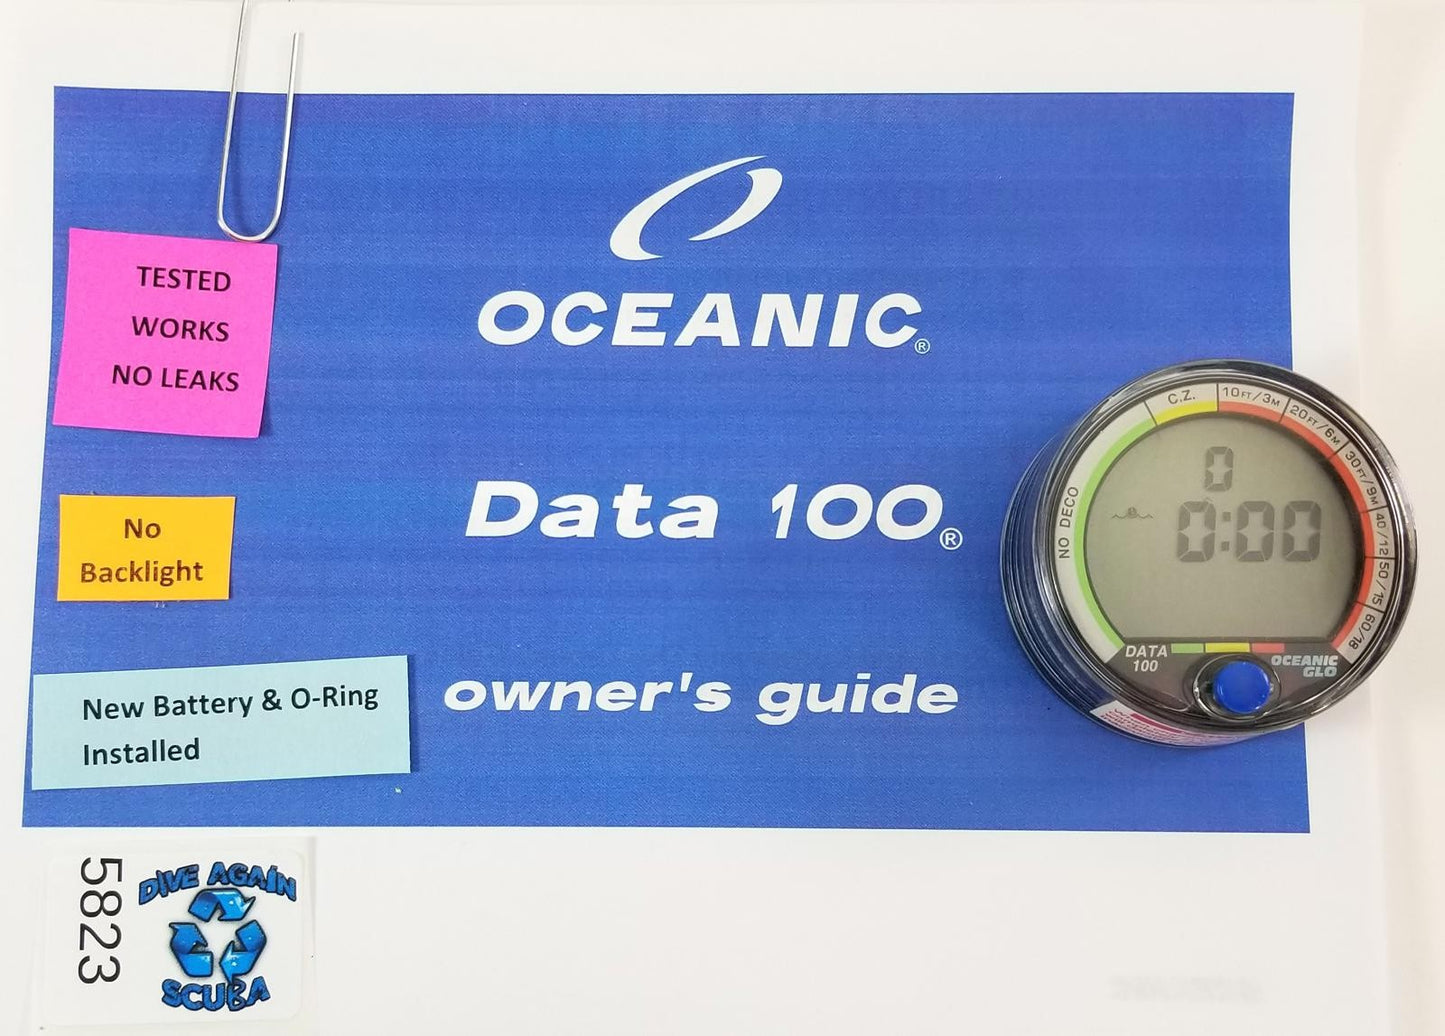 TESTED
WORKS
NO LEAKS
No
Backlight
New Battery & O-Ring
Installed
OCEANIC®
Data 100®
owner's guide
C.Z.
10FT/3M
20FT/6M
30FT/9M
40/12
50/15
60/18
NO DECO
0
0:00
DATA
100
OCEANIC
GLO
5823
DIVE AGAIN
SCUBA